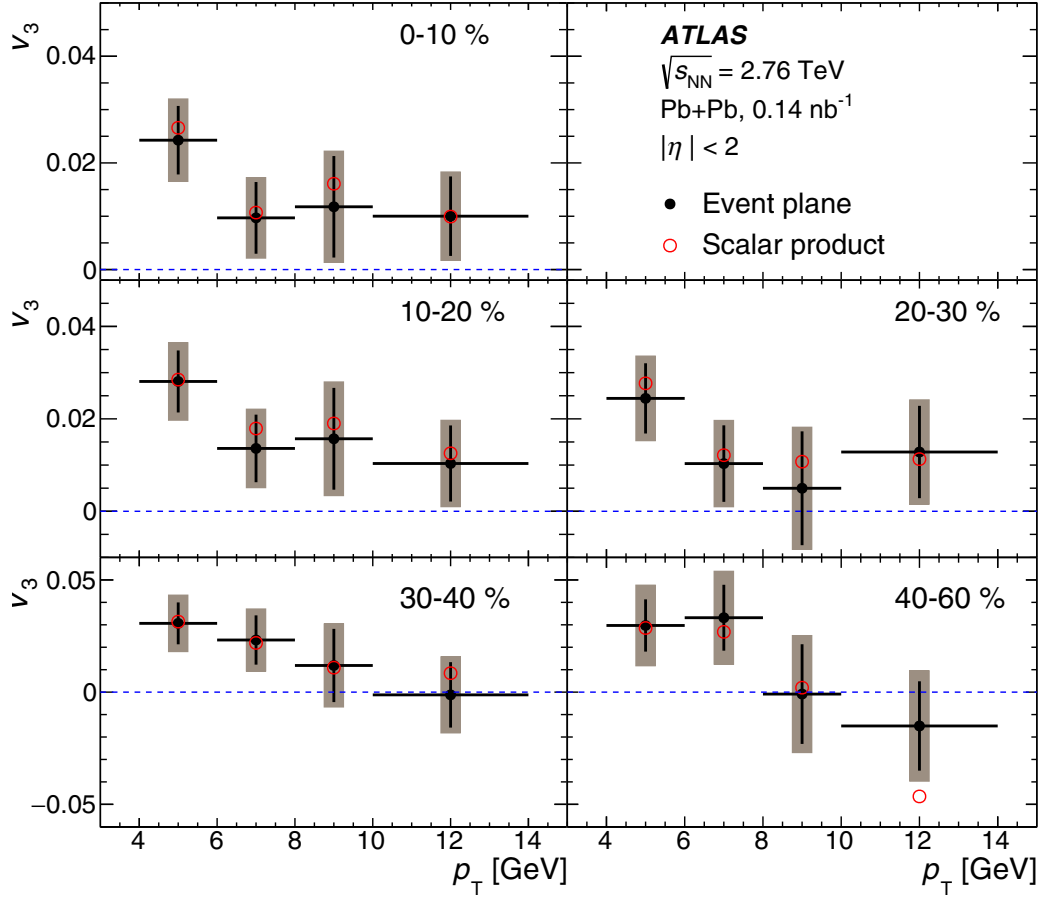 v₃
0.04
0.02
0
0-10 %
ATLAS
√sNN = 2.76 TeV
Pb+Pb, 0.14 nb⁻¹
|η| < 2
Event plane
Scalar product
v₃
0.04
0.02
0
10-20 %
20-30 %
v₃
0.05
0
−0.05
30-40 %
40-60 %
4 6 8 10 12 14
4 6 8 10 12 14
pT [GeV]
pT [GeV]